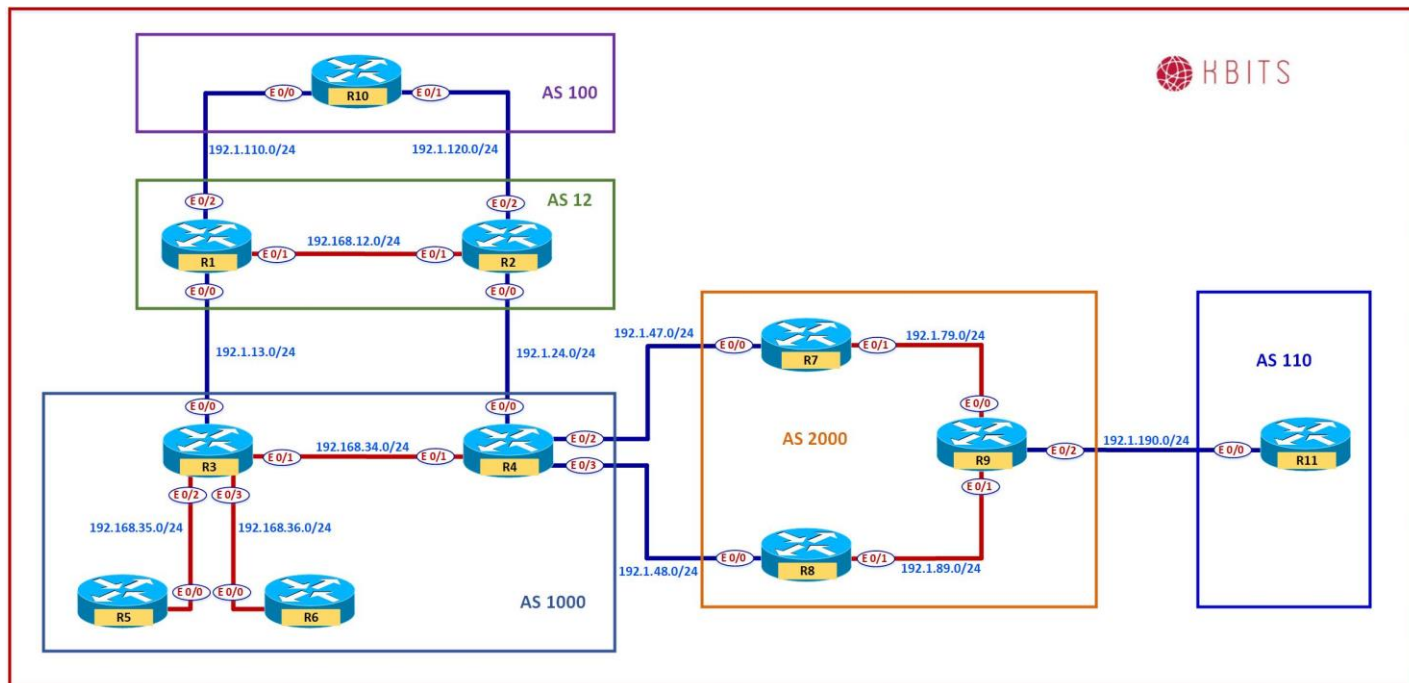 KBITS
E 0/0
R10
E 0/1
AS 100
192.1.110.0/24
192.1.120.0/24
E 0/2
E 0/2
AS 12
R1
E 0/1
192.168.12.0/24
E 0/1
R2
E 0/0
E 0/0
192.1.13.0/24
192.1.24.0/24
E 0/0
E 0/0
R3
E 0/1
192.168.34.0/24
E 0/1
R4
E 0/2
E 0/3
E 0/2
E 0/3
192.168.35.0/24
192.168.36.0/24
E 0/0
E 0/0
R5
R6
AS 1000
192.1.47.0/24
E 0/0
R7
E 0/1
192.1.79.0/24
E 0/0
AS 2000
R9
E 0/2
E 0/1
192.1.48.0/24
E 0/0
R8
E 0/1
192.1.89.0/24
192.1.190.0/24
AS 110
E 0/0
R11